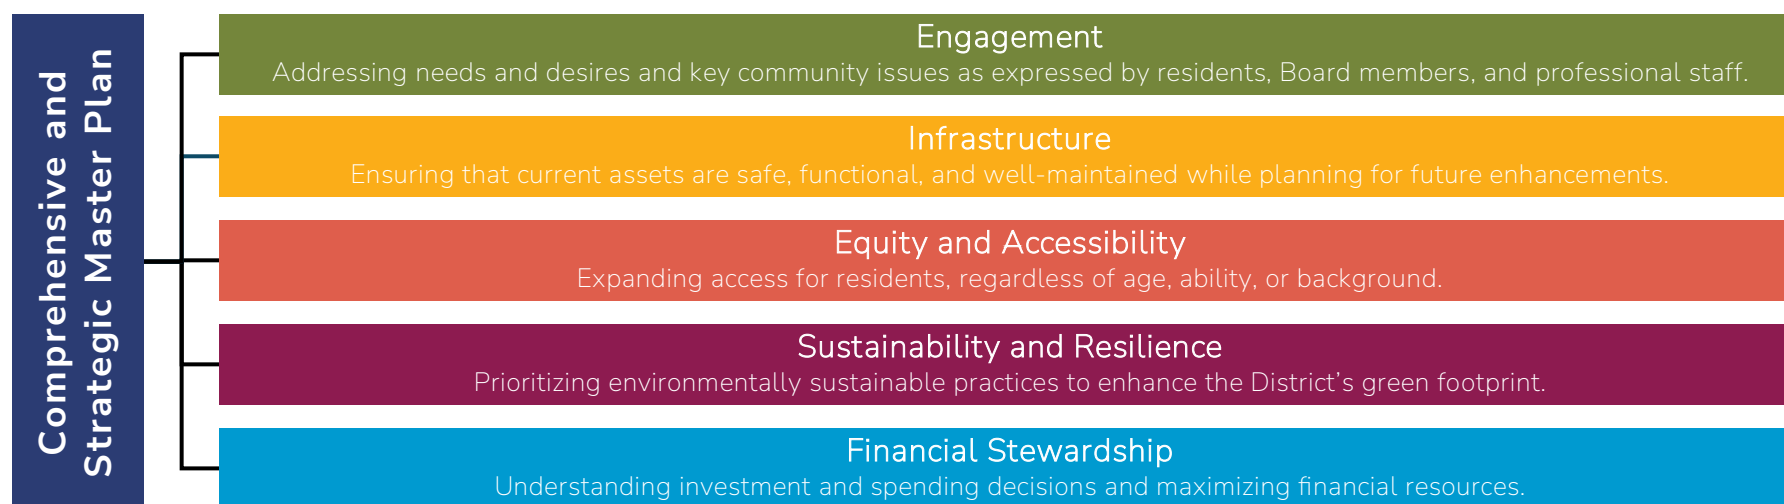 Comprehensive and
Strategic Master Plan
Engagement
Addressing needs and desires and key community issues as expressed by residents, Board members, and professional staff.
Infrastructure
Ensuring that current assets are safe, functional, and well-maintained while planning for future enhancements.
Equity and Accessibility
Expanding access for residents, regardless of age, ability, or background.
Sustainability and Resilience
Prioritizing environmentally sustainable practices to enhance the District’s green footprint.
Financial Stewardship
Understanding investment and spending decisions and maximizing financial resources.